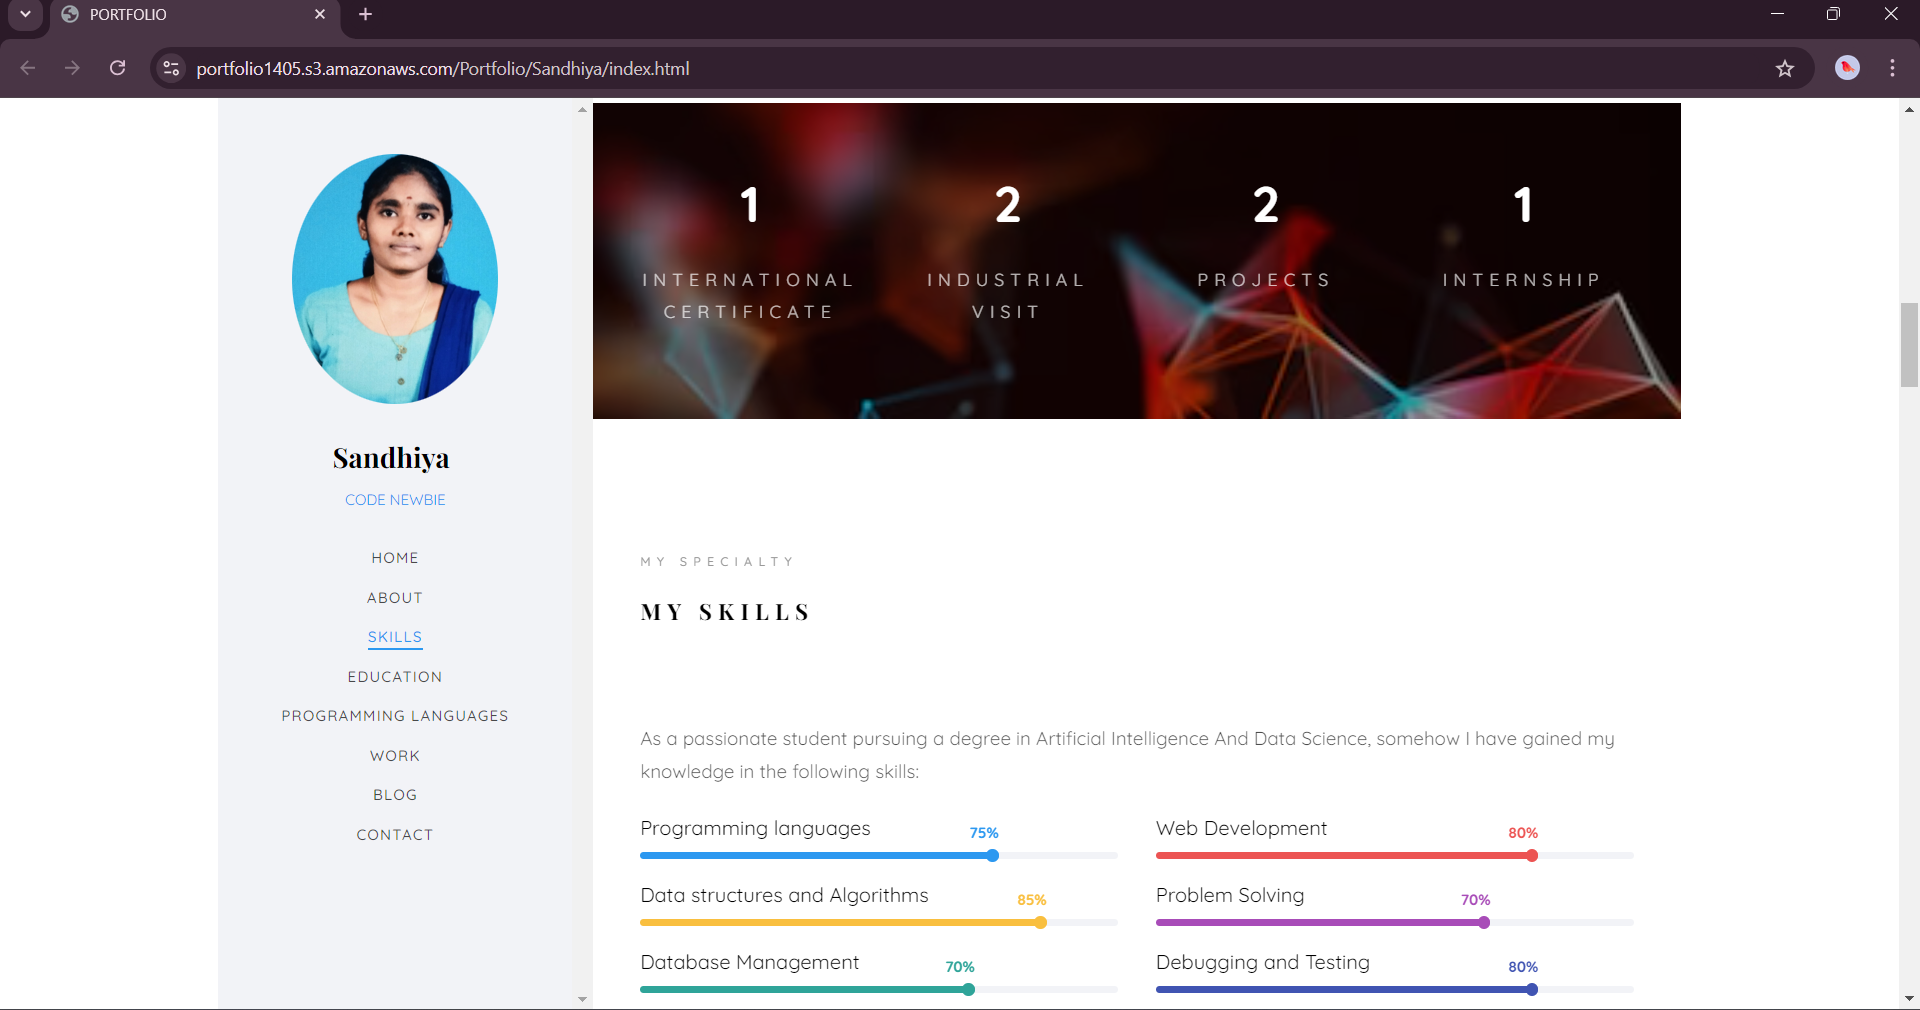 PORTFOLIO
portfolio1405.s3.amazonaws.com/Portfolio/Sandhiya/index.html
Sandhiya
CODE NEWBIE
HOME
ABOUT
SKILLS
EDUCATION
PROGRAMMING LANGUAGES
WORK
BLOG
CONTACT
1
INTERNATIONAL
CERTIFICATE
2
INDUSTRIAL
VISIT
2
PROJECTS
1
INTERNSHIP
MY SPECIALTY
MY SKILLS
As a passionate student pursuing a degree in Artificial Intelligence And Data Science, somehow I have gained my
knowledge in the following skills:
Programming languages 75%
Web Development 80%
Data structures and Algorithms 85%
Problem Solving 70%
Database Management 70%
Debugging and Testing 80%